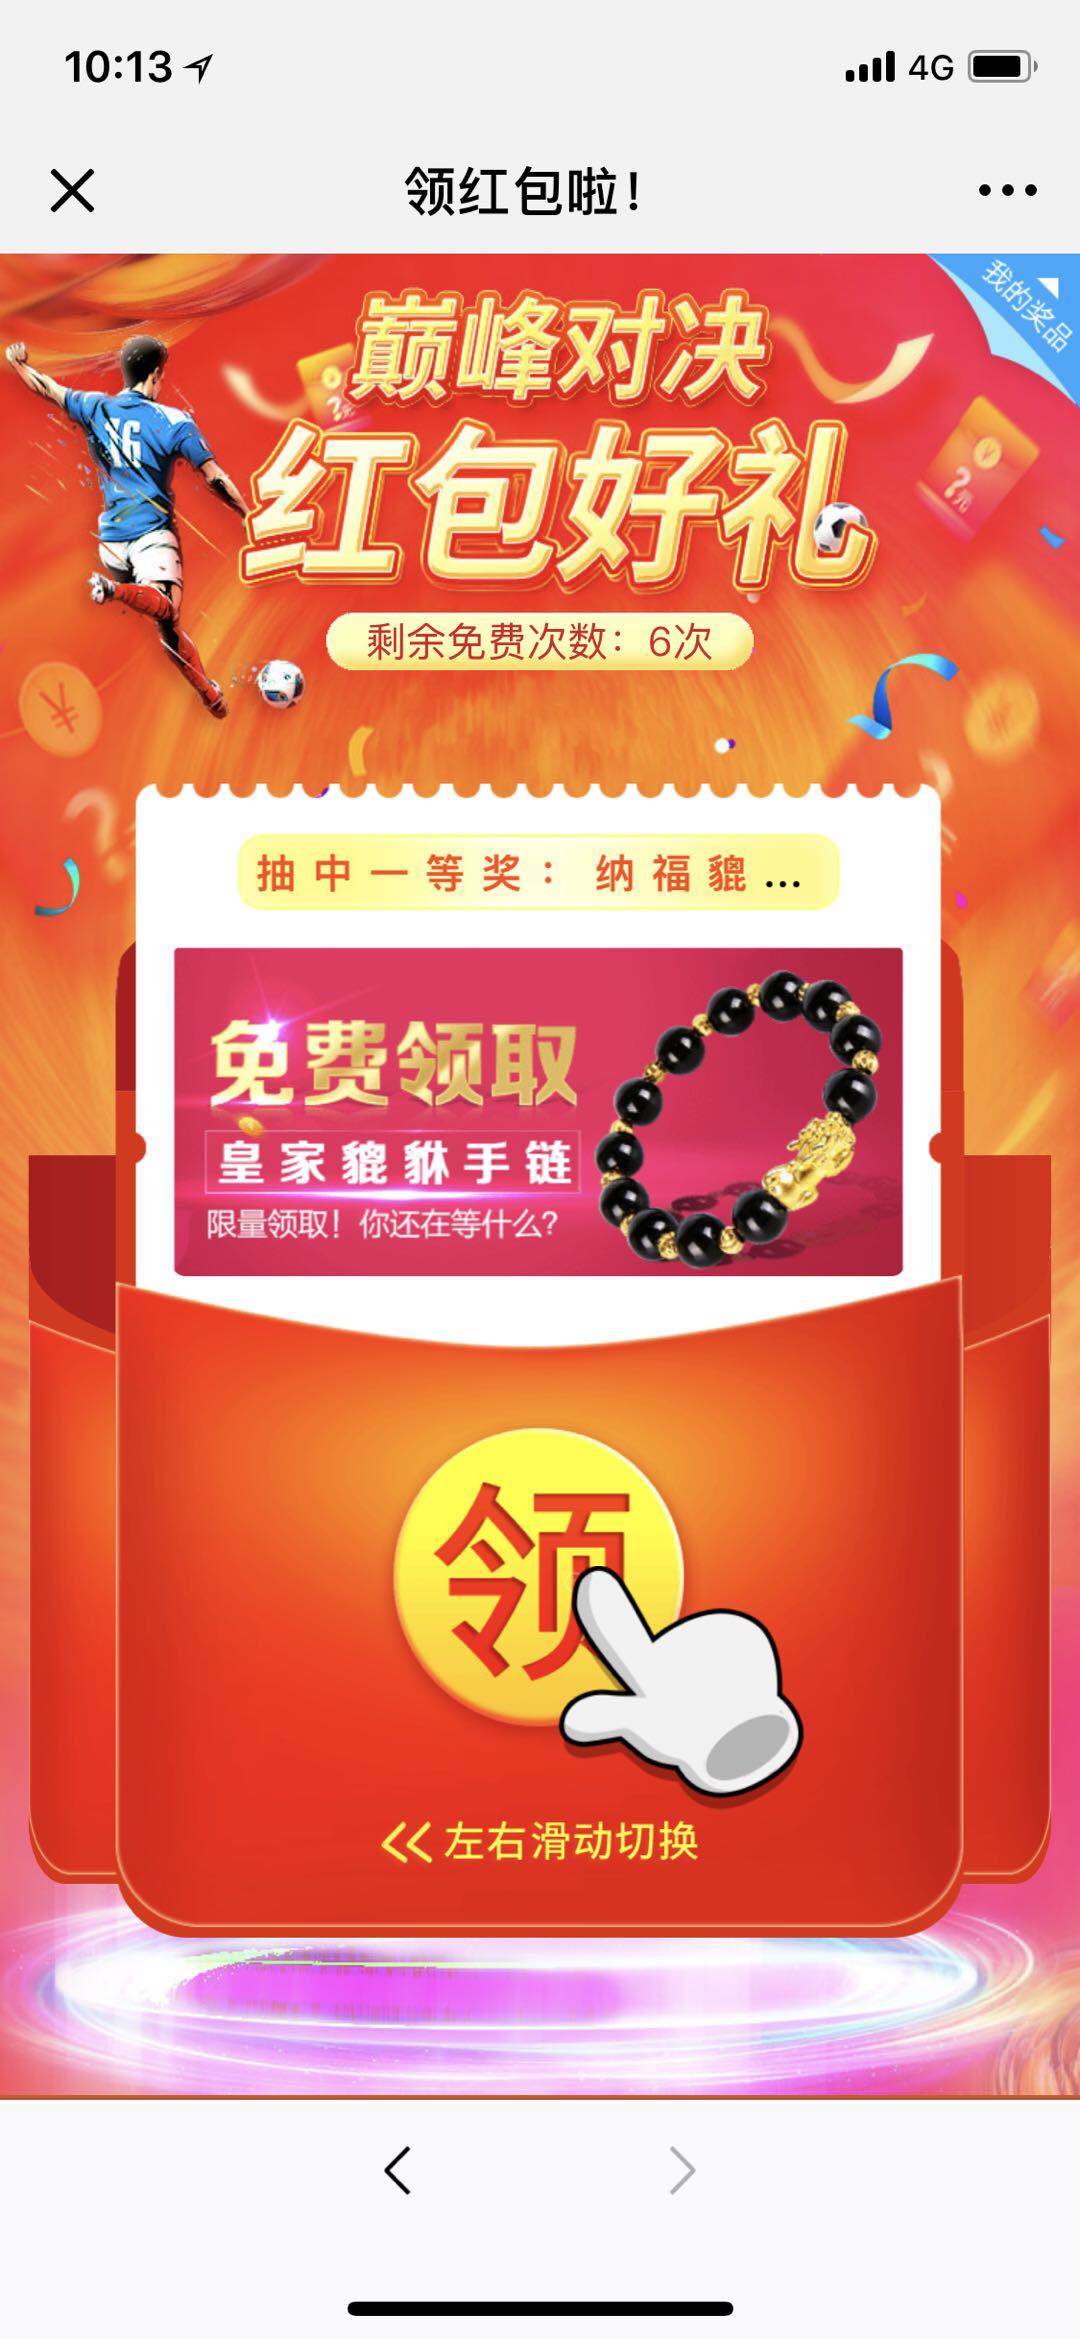 10:13
4G
领红包啦！
我的奖品
巅峰对决
红包好礼
16
?元
?元
剩余免费次数：6次
抽中一等奖：纳福貔...
免费领取
皇家貔貅手链
限量领取！你还在等什么？
领
左右滑动切换